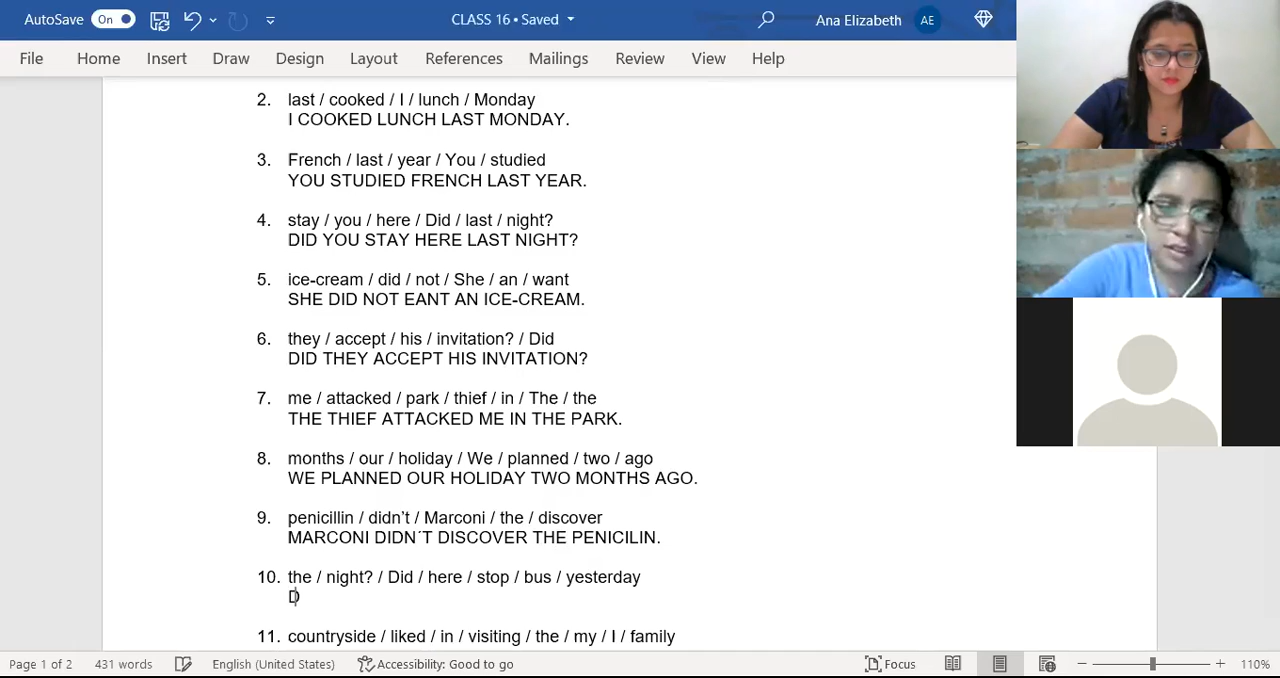 AutoSave On CLASS 16 • Saved Ana Elizabeth AE
File Home Insert Draw Design Layout References Mailings Review View Help
2. last / cooked / I / lunch / Monday
I COOKED LUNCH LAST MONDAY.
3. French / last / year / You / studied
YOU STUDIED FRENCH LAST YEAR.
4. stay / you / here / Did / last / night?
DID YOU STAY HERE LAST NIGHT?
5. ice-cream / did / not / She / an / want
SHE DID NOT EANT AN ICE-CREAM.
6. they / accept / his / invitation? / Did
DID THEY ACCEPT HIS INVITATION?
7. me / attacked / park / thief / in / The / the
THE THIEF ATTACKED ME IN THE PARK.
8. months / our / holiday / We / planned / two / ago
WE PLANNED OUR HOLIDAY TWO MONTHS AGO.
9. penicillin / didn’t / Marconi / the / discover
MARCONI DIDN´T DISCOVER THE PENICILIN.
10. the / night? / Did / here / stop / bus / yesterday
D
11. countryside / liked / in / visiting / the / my / I / family
Page 1 of 2 431 words English (United States) Accessibility: Good to go Focus 110%